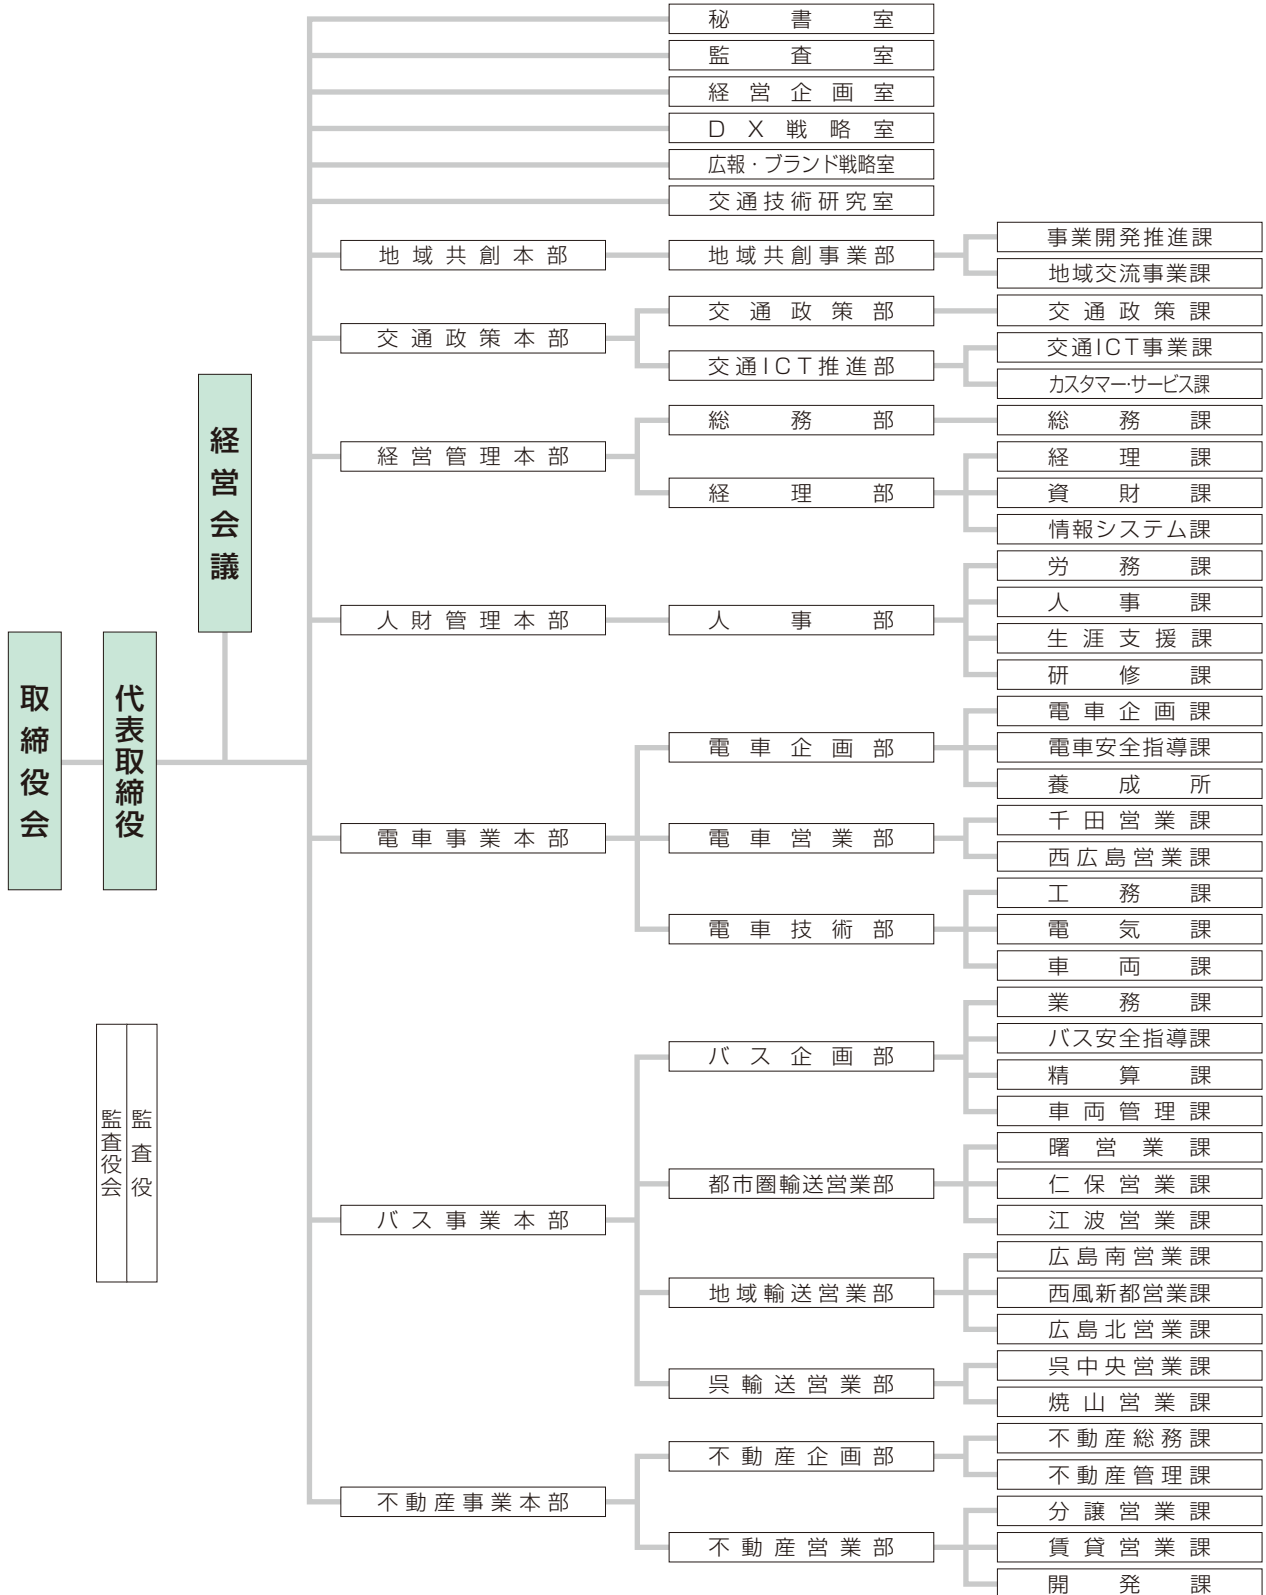 秘書室
監査室
経営企画室
DX戦略室
広報・ブランド戦略室
交通技術研究室
地域共創本部
地域共創事業部
事業開発推進課
地域交流事業課
交通政策本部
交通政策部
交通政策課
交通ICT推進部
交通ICT事業課
カスタマー・サービス課
経営管理本部
総務部
総務課
経理部
経理課
資財課
情報システム課
人財管理本部
人事部
労務課
人事課
生涯支援課
研修課
経営会議
取締役会
代表取締役
電車事業本部
電車企画部
電車企画課
電車安全指導課
養成所
電車営業部
千田営業課
西広島営業課
電車技術部
工務課
電気課
車両課
監査役会
監査役
バス事業本部
バス企画部
業務課
バス安全指導課
精算課
車両管理課
都市圏輸送営業部
曙営業課
仁保営業課
江波営業課
地域輸送営業部
広島南営業課
西風新都営業課
広島北営業課
呉輸送営業部
呉中央営業課
焼山営業課
不動産事業本部
不動産企画部
不動産総務課
不動産管理課
不動産営業部
分譲営業課
賃貸営業課
開発課